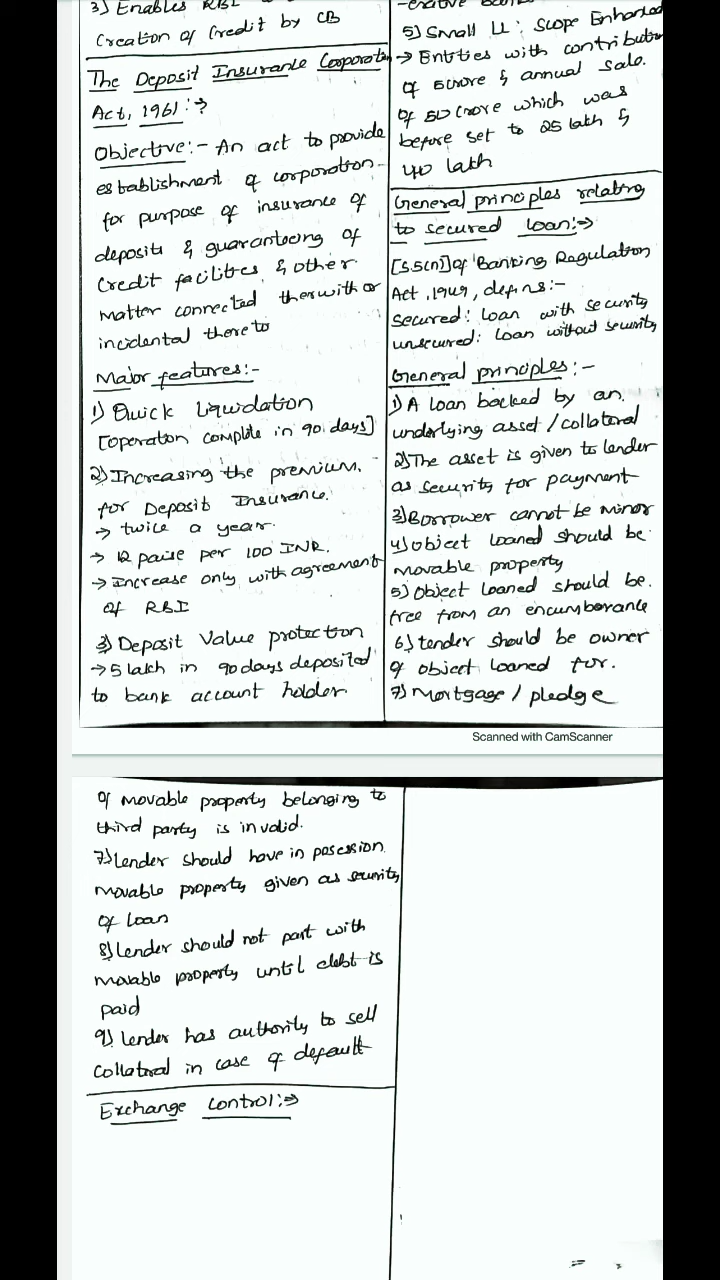 3) Enables RBI
Creation of Credit by CB
The Deposit Insurance Corporation
Act, 1961:→
Objective:- An act to provide
establishment of corporation
for purpose of insurance of
deposits & guaranteeing of
Credit facilities, & other
matter connected therwith or
incidental there to
Major features:-
1) Quick liquidation
[operation complete in 90 days]
2) Increasing the premium
for Deposit Insurance.
→ twice a year.
→ 12 paise per 100 INR.
→ Increase only with agreement
of RBI
3) Deposit Value protection
→ 5 lakh in 90 days deposited
to bank account holder.
5) Small LL: Scope Enhanced
→ Entities with contribution
of 5 crore & annual sale.
of 50 crore which was
before set to 25 lakh &
40 lakh
General principles relating
to secured loan:→
[S.5(n)] of Banking Regulation
Act, 1949, defins:-
Secured: loan with security
unsecured: loan without security
General principles:-
1) A loan backed by an
underlying asset / collateral
2) The asset is given to lender
as security for payment
3) Borrower cannot be minor
4) Object loaned should be
movable property
5) Object loaned should be.
free from an encumberance
6) tender should be owner
of object loaned for.
7) Mortgage / pledge
Scanned with CamScanner
of movable property belonging to
third party is invalid.
7) Lender should have in posession
movable property given as security
of loan
8) Lender should not part with
movable property until debt is
paid
9) Lender has authority to sell
collateral in case of default
Exchange control:→